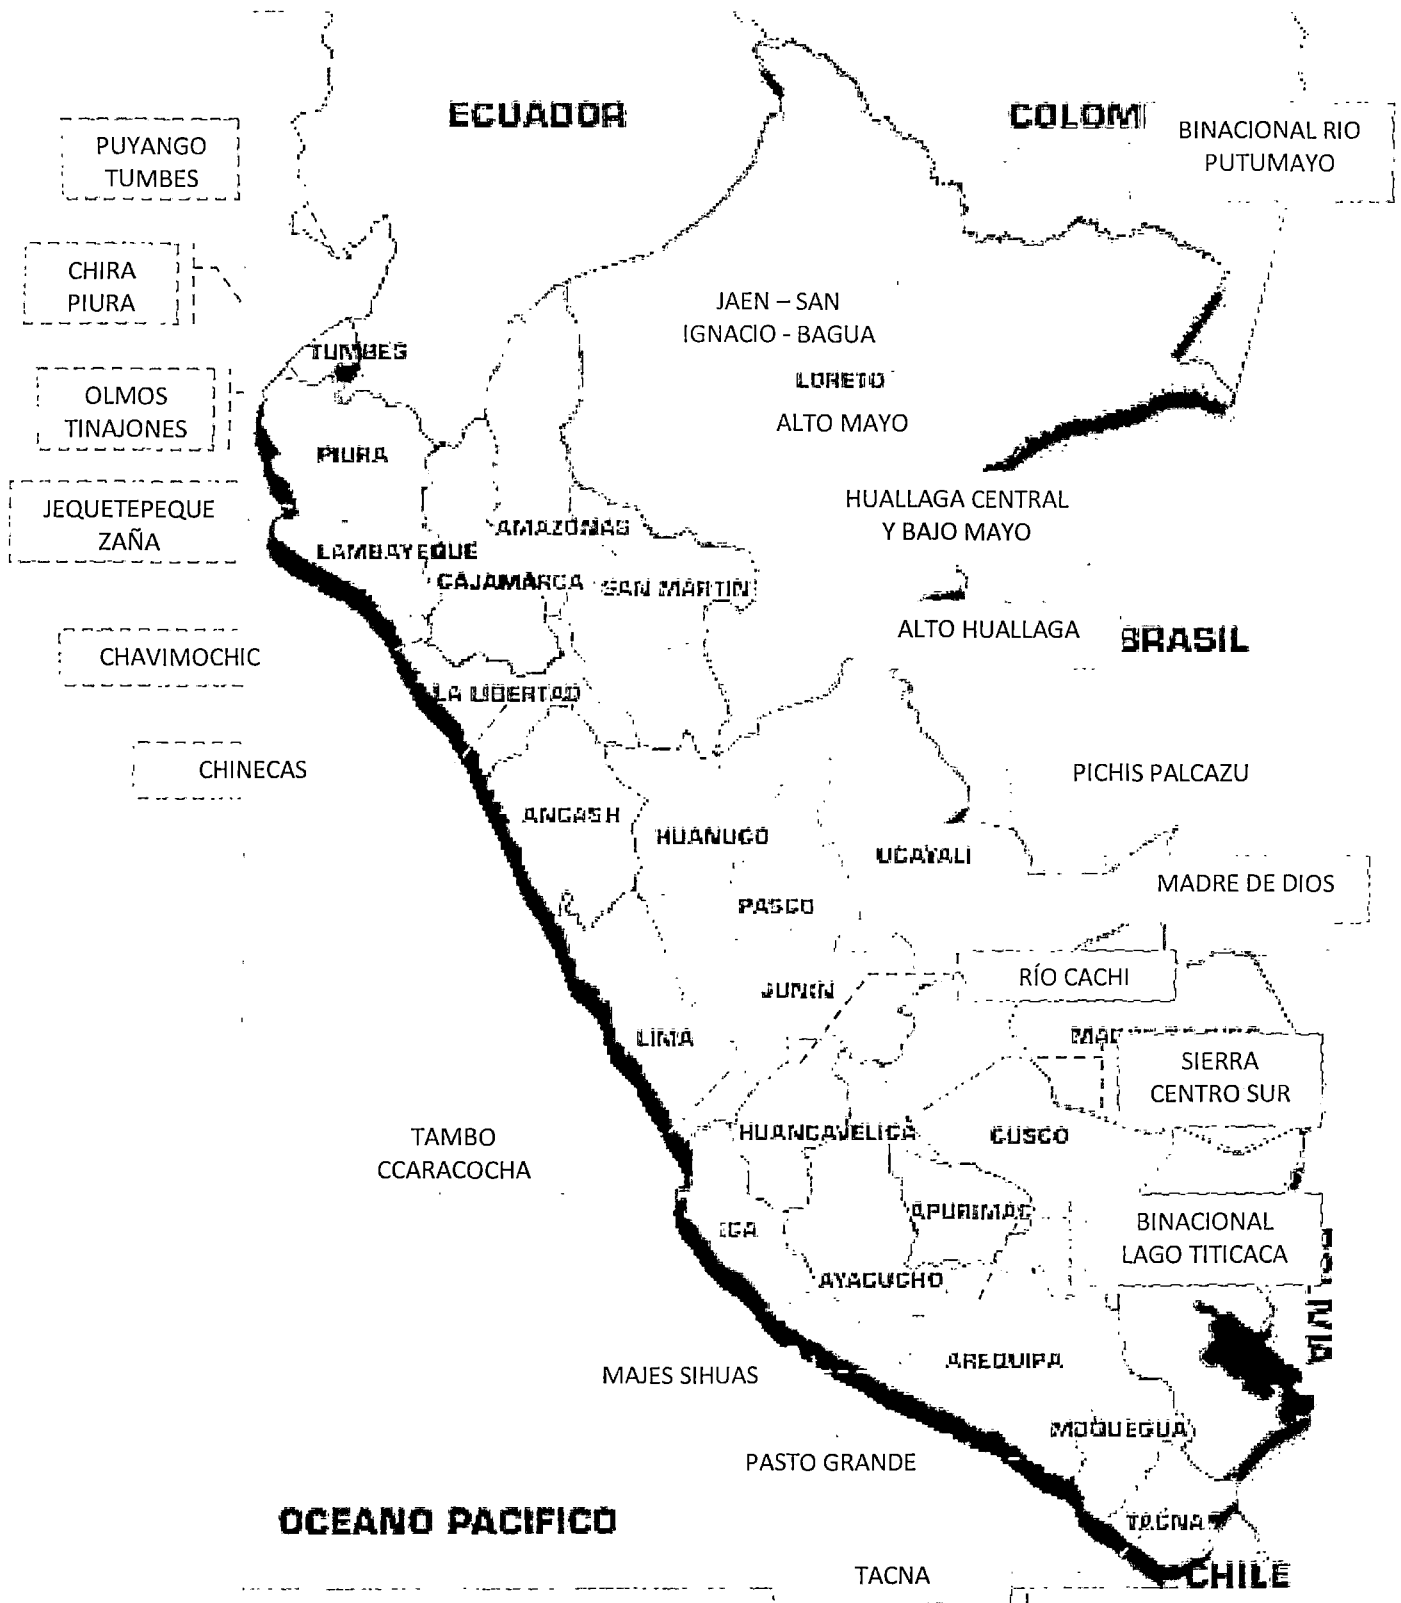 ECUADOR
COLOM
BINACIONAL RIO
PUTUMAYO
PUYANGO
TUMBES
CHIRA
PIURA
JAEN – SAN
IGNACIO - BAGUA
TUMBES
LORETO
OLMOS
TINAJONES
ALTO MAYO
PIURA
JEQUETEPEQUE
ZAÑA
HUALLAGA CENTRAL
Y BAJO MAYO
AMAZONAS
LAMBAYEQUE
CAJAMARCA
SAN MARTIN
ALTO HUALLAGA
BRASIL
CHAVIMOCHIC
LA LIBERTAD
CHINECAS
PICHIS PALCAZU
ANCASH
HUANUCO
UCAYALI
MADRE DE DIOS
PASCO
RÍO CACHI
JUNIN
LIMA
SIERRA
CENTRO SUR
HUANCAVELICA
CUSCO
TAMBO
CCARACOCHA
APURIMAC
ICA
BINACIONAL
LAGO TITICACA
AYACUCHO
AREQUIPA
MAJES SIHUAS
MOQUEGUA
PASTO GRANDE
OCEANO PACIFICO
TACNA
TACNA
CHILE